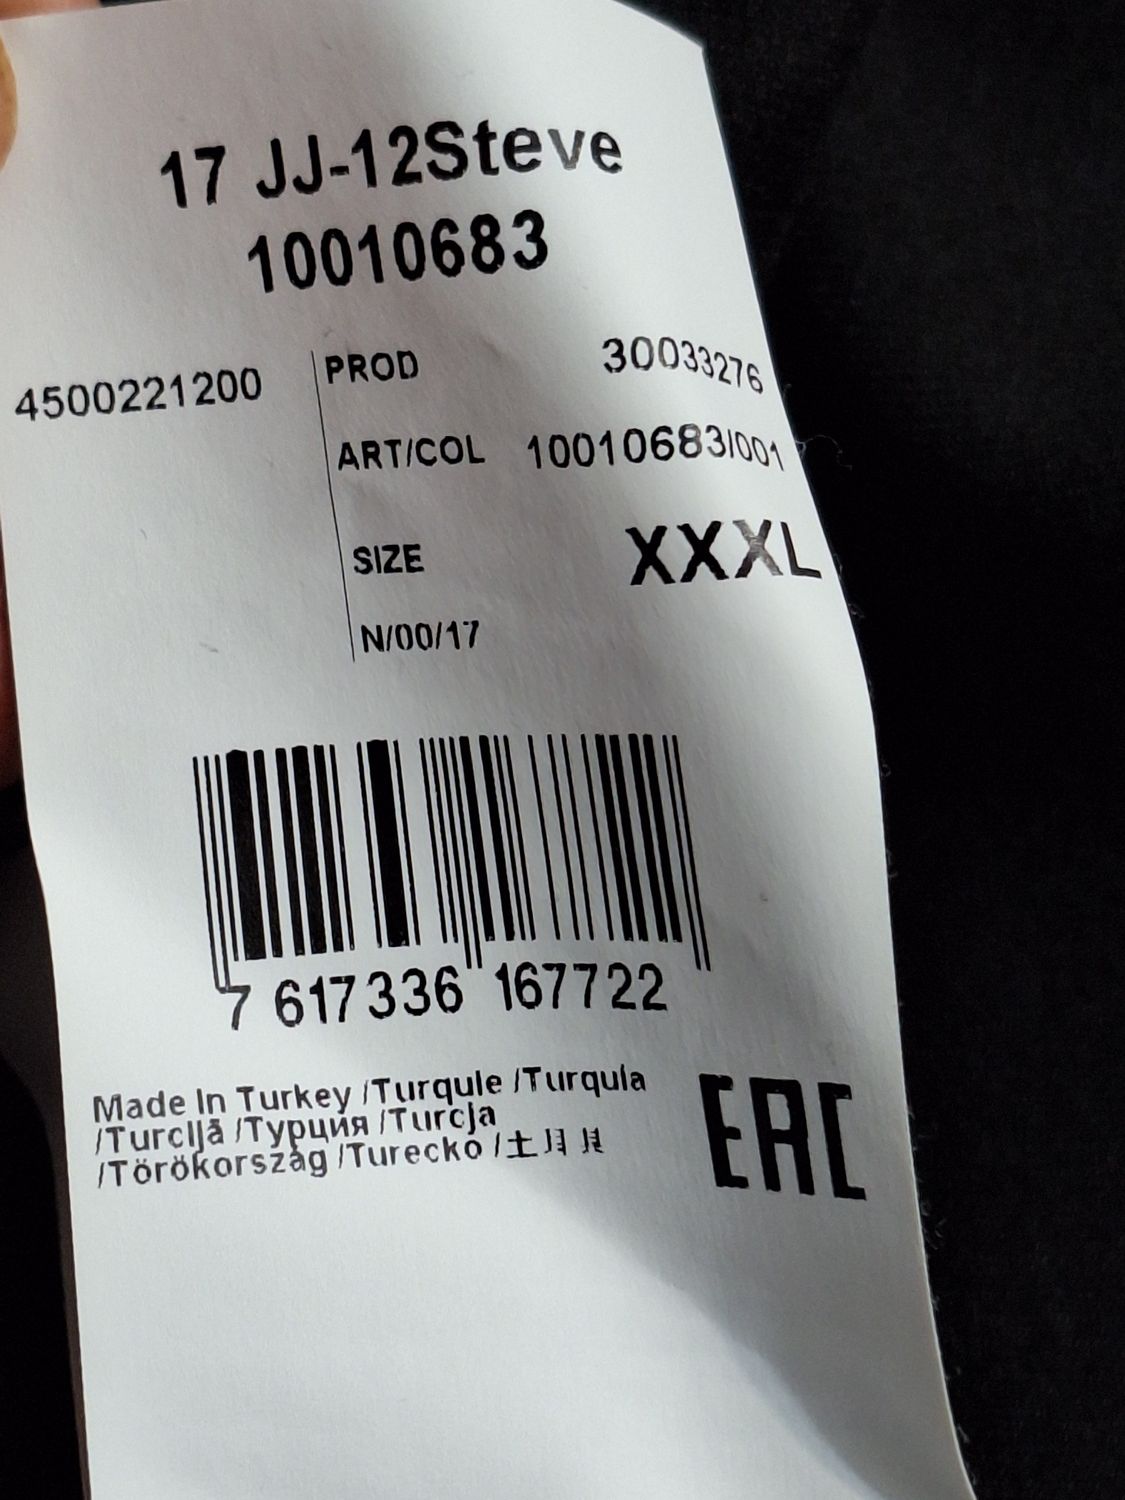 17 JJ-12Steve
10010683
4500221200
PROD 30033276
ART/COL 10010683/001
SIZE XXXL
N/00/17
7 617336 167722
Made In Turkey /Turquie /Turquía
/Turcijā /Турция /Turcja
/Törökország /Turecko /土耳其
EAC